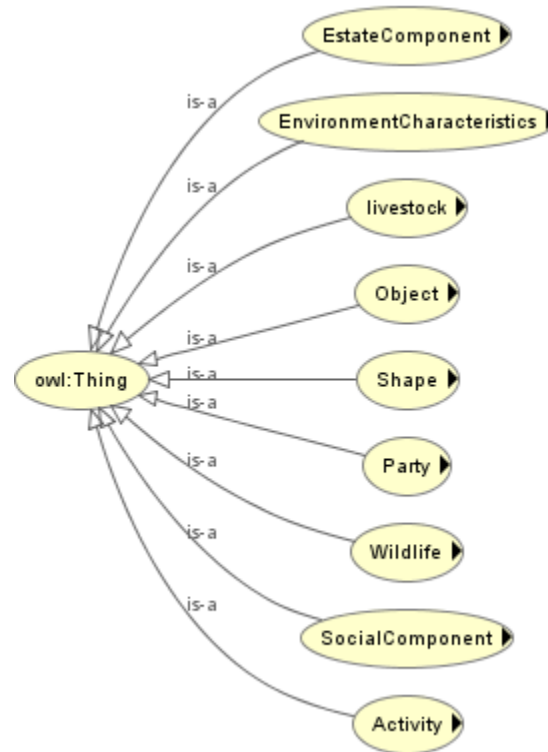 EstateComponent
is-a
EnvironmentCharacteristics
is-a
livestock
is-a
Object
is-a
owl:Thing
is-a
Shape
is-a
Party
is-a
Wildlife
is-a
SocialComponent
is-a
Activity